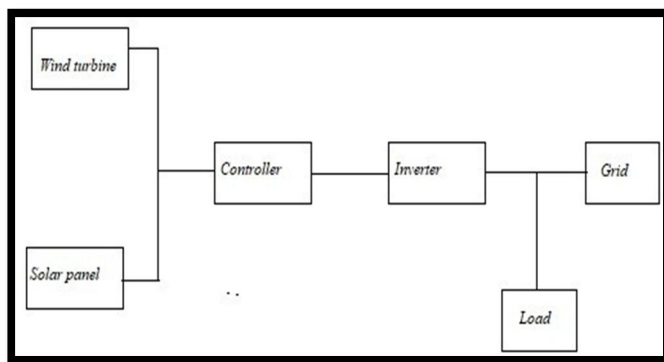 Wind turbine
Controller
Inverter
Grid
Solar panel
Load